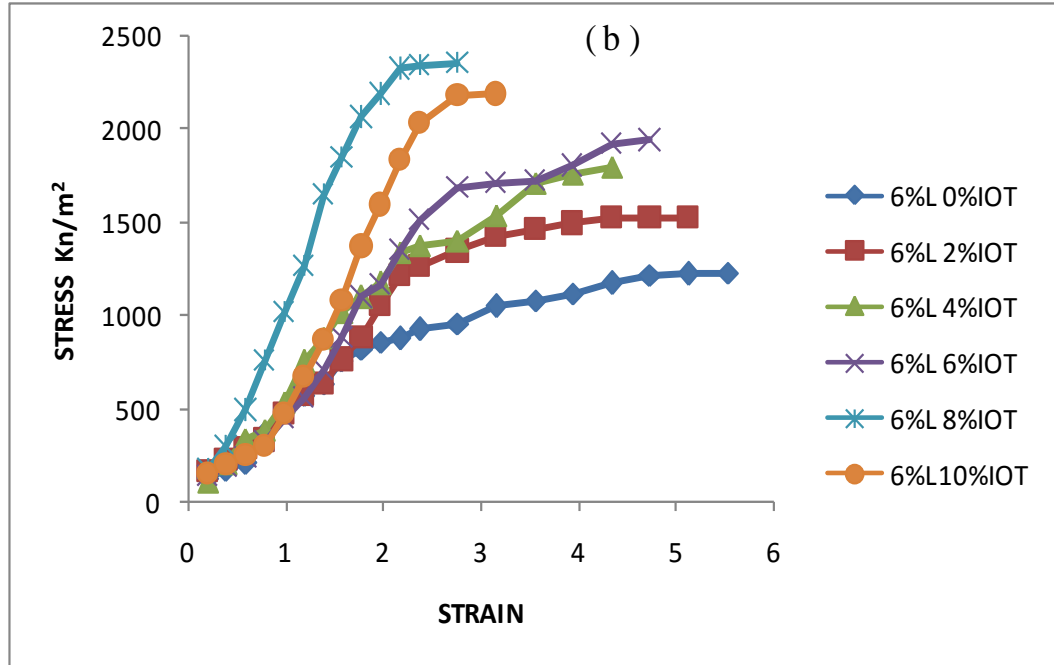 ( b )
2500
2000
1500
1000
500
0
STRESS Kn/m²
0 1 2 3 4 5 6
STRAIN
6%L 0%IOT
6%L 2%IOT
6%L 4%IOT
6%L 6%IOT
6%L 8%IOT
6%L10%IOT